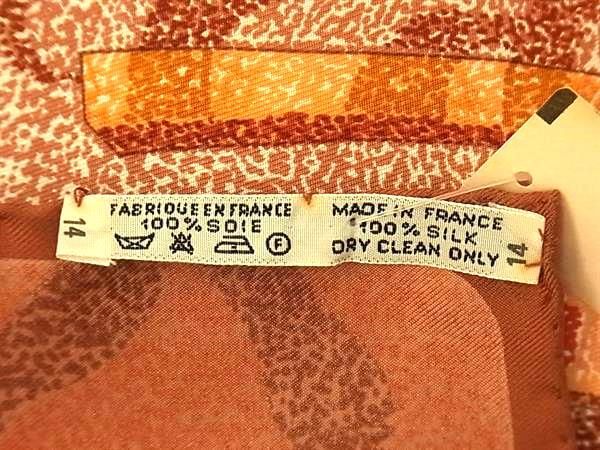 14
FABRIQUE EN FRANCE
100% SOIE
F
MADE IN FRANCE
100% SILK
DRY CLEAN ONLY
14